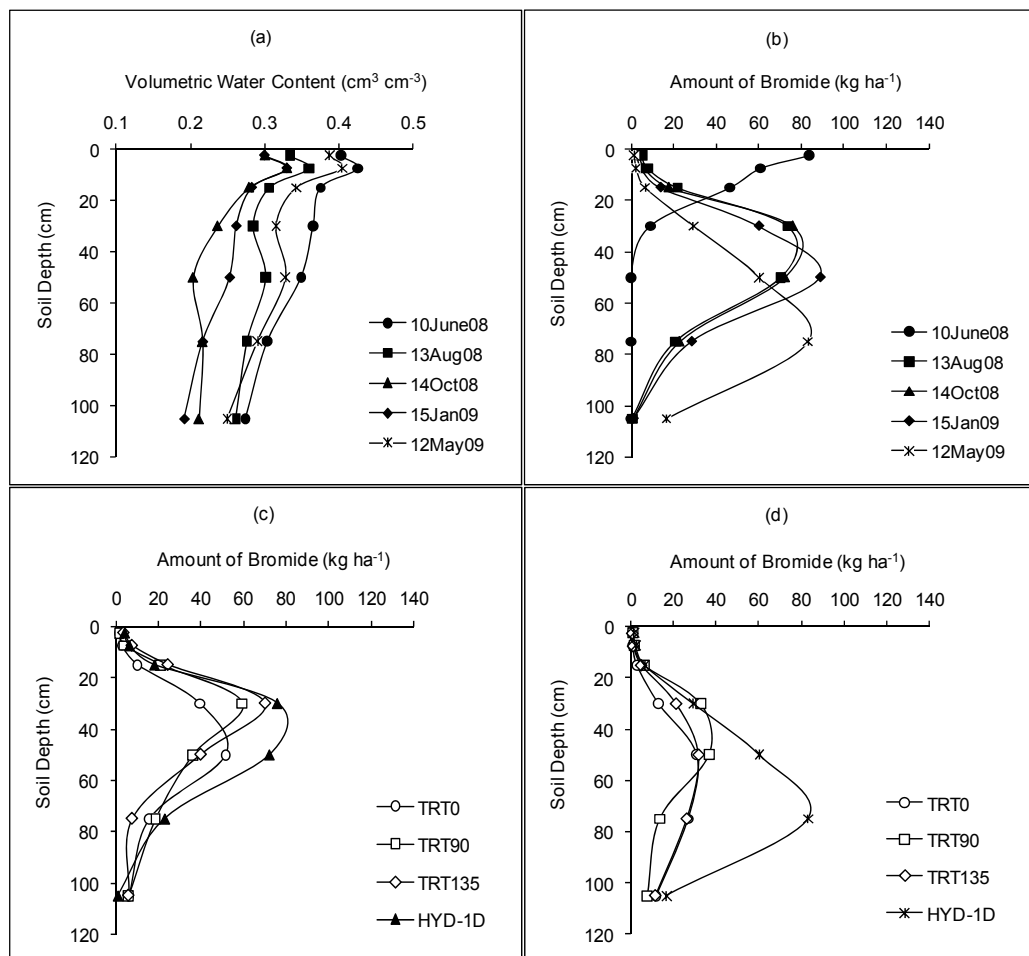 (a)
Volumetric Water Content (cm³ cm⁻³)
0.1 0.2 0.3 0.4 0.5
0
20
40
60
80
100
120
Soil Depth (cm)
10June08
13Aug08
14Oct08
15Jan09
12May09
(b)
Amount of Bromide (kg ha⁻¹)
0 20 40 60 80 100 120 140
0
20
40
60
80
100
120
Soil Depth (cm)
10June08
13Aug08
14Oct08
15Jan09
12May09
(c)
Amount of Bromide (kg ha⁻¹)
0 20 40 60 80 100 120 140
0
20
40
60
80
100
120
Soil Depth (cm)
TRT0
TRT90
TRT135
HYD-1D
(d)
Amount of Bromide (kg ha⁻¹)
0 20 40 60 80 100 120 140
0
20
40
60
80
100
120
Soil Depth (cm)
TRT0
TRT90
TRT135
HYD-1D